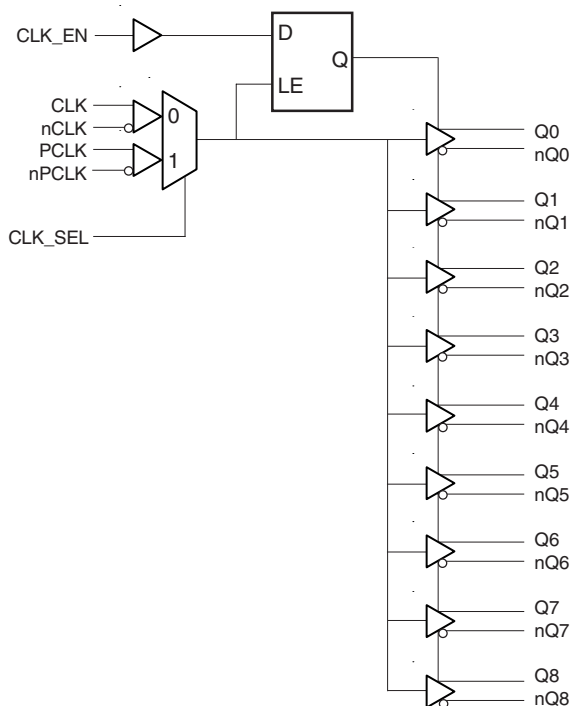 CLK_EN
D
Q
LE
CLK
nCLK
PCLK
nPCLK
0
1
CLK_SEL
Q0
nQ0
Q1
nQ1
Q2
nQ2
Q3
nQ3
Q4
nQ4
Q5
nQ5
Q6
nQ6
Q7
nQ7
Q8
nQ8